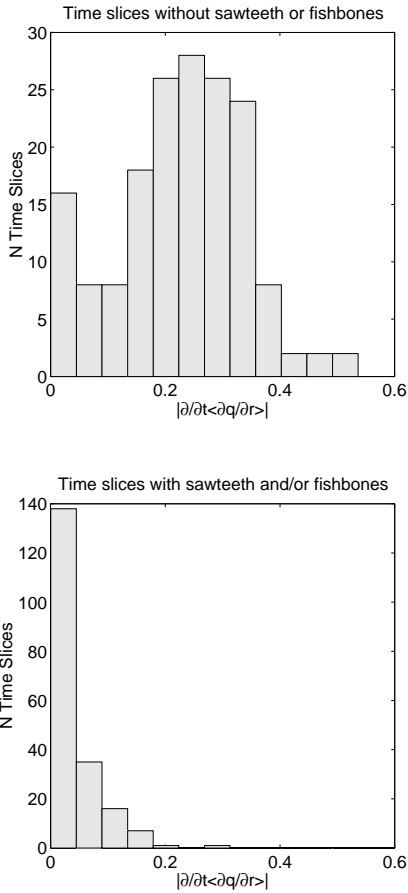 Time slices without sawteeth or fishbones
30
25
20
15
10
5
0
N Time Slices
0 0.2 0.4 0.6
|∂/∂t<∂q/∂r>|
Time slices with sawteeth and/or fishbones
140
120
100
80
60
40
20
0
N Time Slices
0 0.2 0.4 0.6
|∂/∂t<∂q/∂r>|